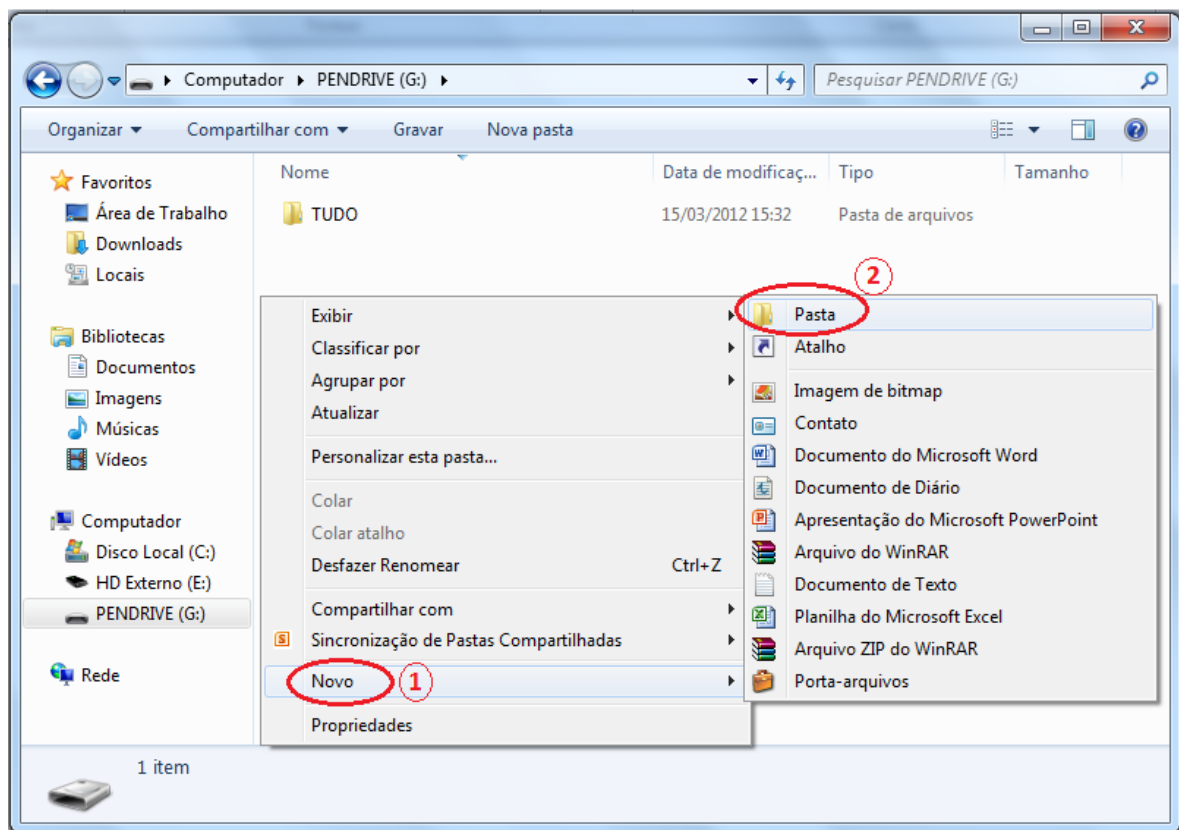 Computador PENDRIVE (G:)
Pesquisar PENDRIVE (G:)
Organizar
Compartilhar com
Gravar
Nova pasta
Favoritos
Área de Trabalho
Downloads
Locais
Bibliotecas
Documentos
Imagens
Músicas
Vídeos
Computador
Disco Local (C:)
HD Externo (E:)
PENDRIVE (G:)
Rede
Nome
Data de modificaç...
Tipo
Tamanho
TUDO
15/03/2012 15:32
Pasta de arquivos
Exibir
Classificar por
Agrupar por
Atualizar
Personalizar esta pasta...
Colar
Colar atalho
Desfazer Renomear Ctrl+Z
Compartilhar com
Sincronização de Pastas Compartilhadas
Novo 1
Propriedades
2
Pasta
Atalho
Imagem de bitmap
Contato
Documento do Microsoft Word
Documento de Diário
Apresentação do Microsoft PowerPoint
Arquivo do WinRAR
Documento de Texto
Planilha do Microsoft Excel
Arquivo ZIP do WinRAR
Porta-arquivos
1 item